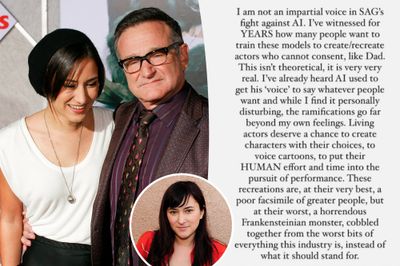 I am not an impartial voice in SAG's
fight against AI. I've witnessed for
YEARS how many people want to
train these models to create/recreate
actors who cannot consent, like Dad.
This isn't theoretical, it is very very
real. I've already heard AI used to
get his 'voice' to say whatever people
want and while I find it personally
disturbing, the ramifications go far
beyond my own feelings. Living
actors deserve a chance to create
characters with their choices, to
voice cartoons, to put their
HUMAN effort and time into the
pursuit of performance. These
recreations are, at their very best, a
poor facsimile of greater people, but
at their worst, a horrendous
Frankensteinian monster, cobbled
together from the worst bits of
everything this industry is, instead of
what it should stand for.